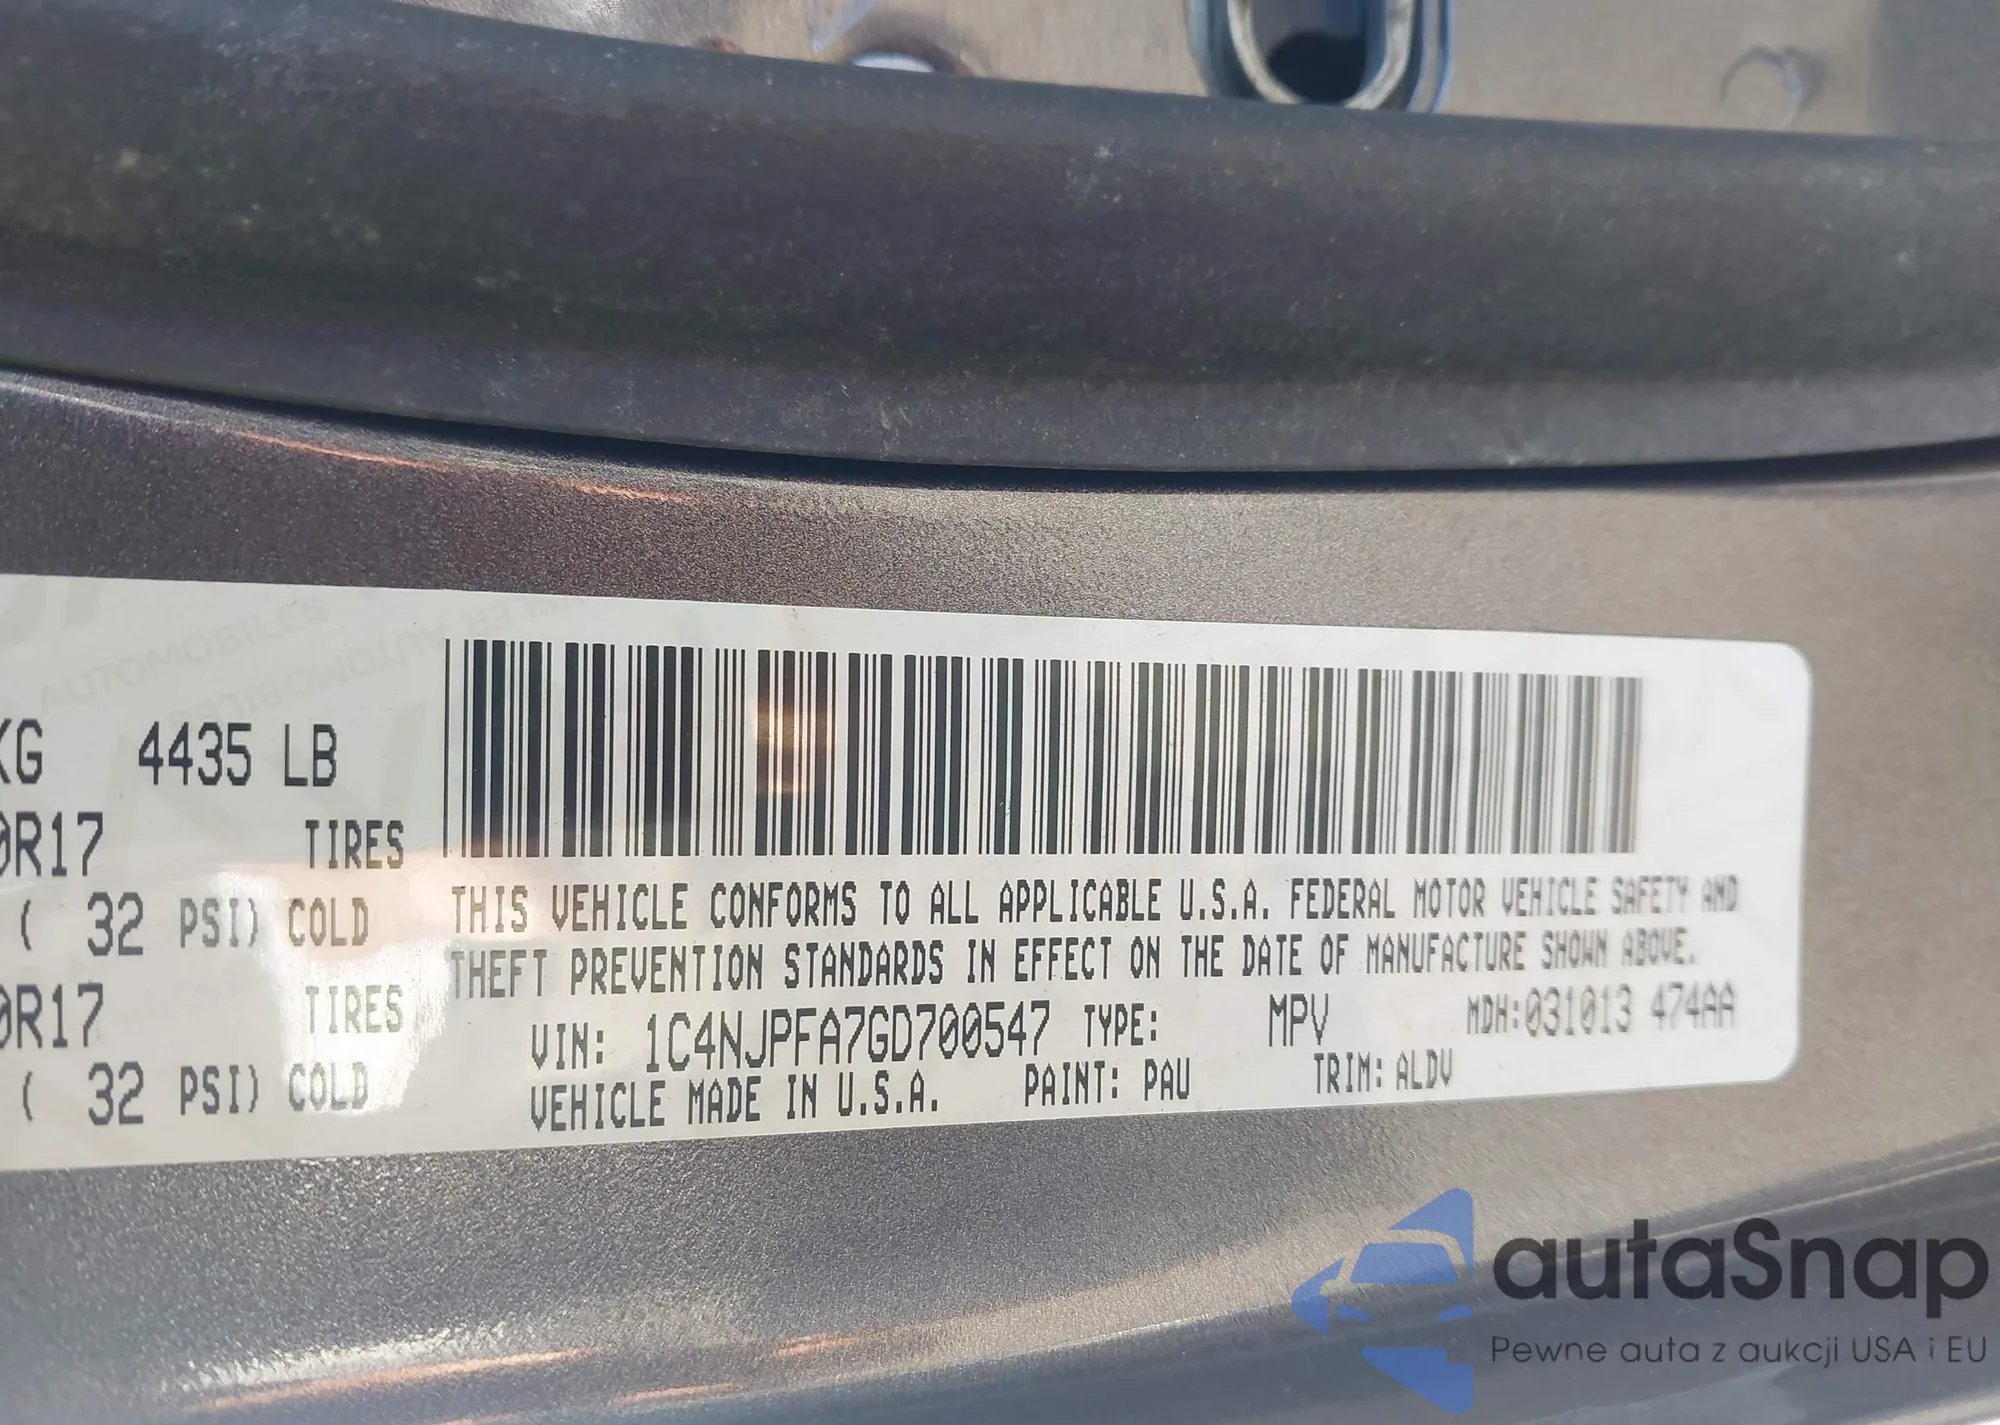 AUTOMOBILES
KG 4435 LB
0R17 TIRES
( 32 PSI) COLD
0R17 TIRES
( 32 PSI) COLD
THIS VEHICLE CONFORMS TO ALL APPLICABLE U.S.A. FEDERAL MOTOR VEHICLE SAFETY AND
THEFT PREVENTION STANDARDS IN EFFECT ON THE DATE OF MANUFACTURE SHOWN ABOVE.
VIN: 1C4NJPFA7GD700547 TYPE: MPV MDH:031013 474AA
VEHICLE MADE IN U.S.A. PAINT: PAU TRIM: ALDV
autaSnap
Pewne auta z aukcji USA i EU